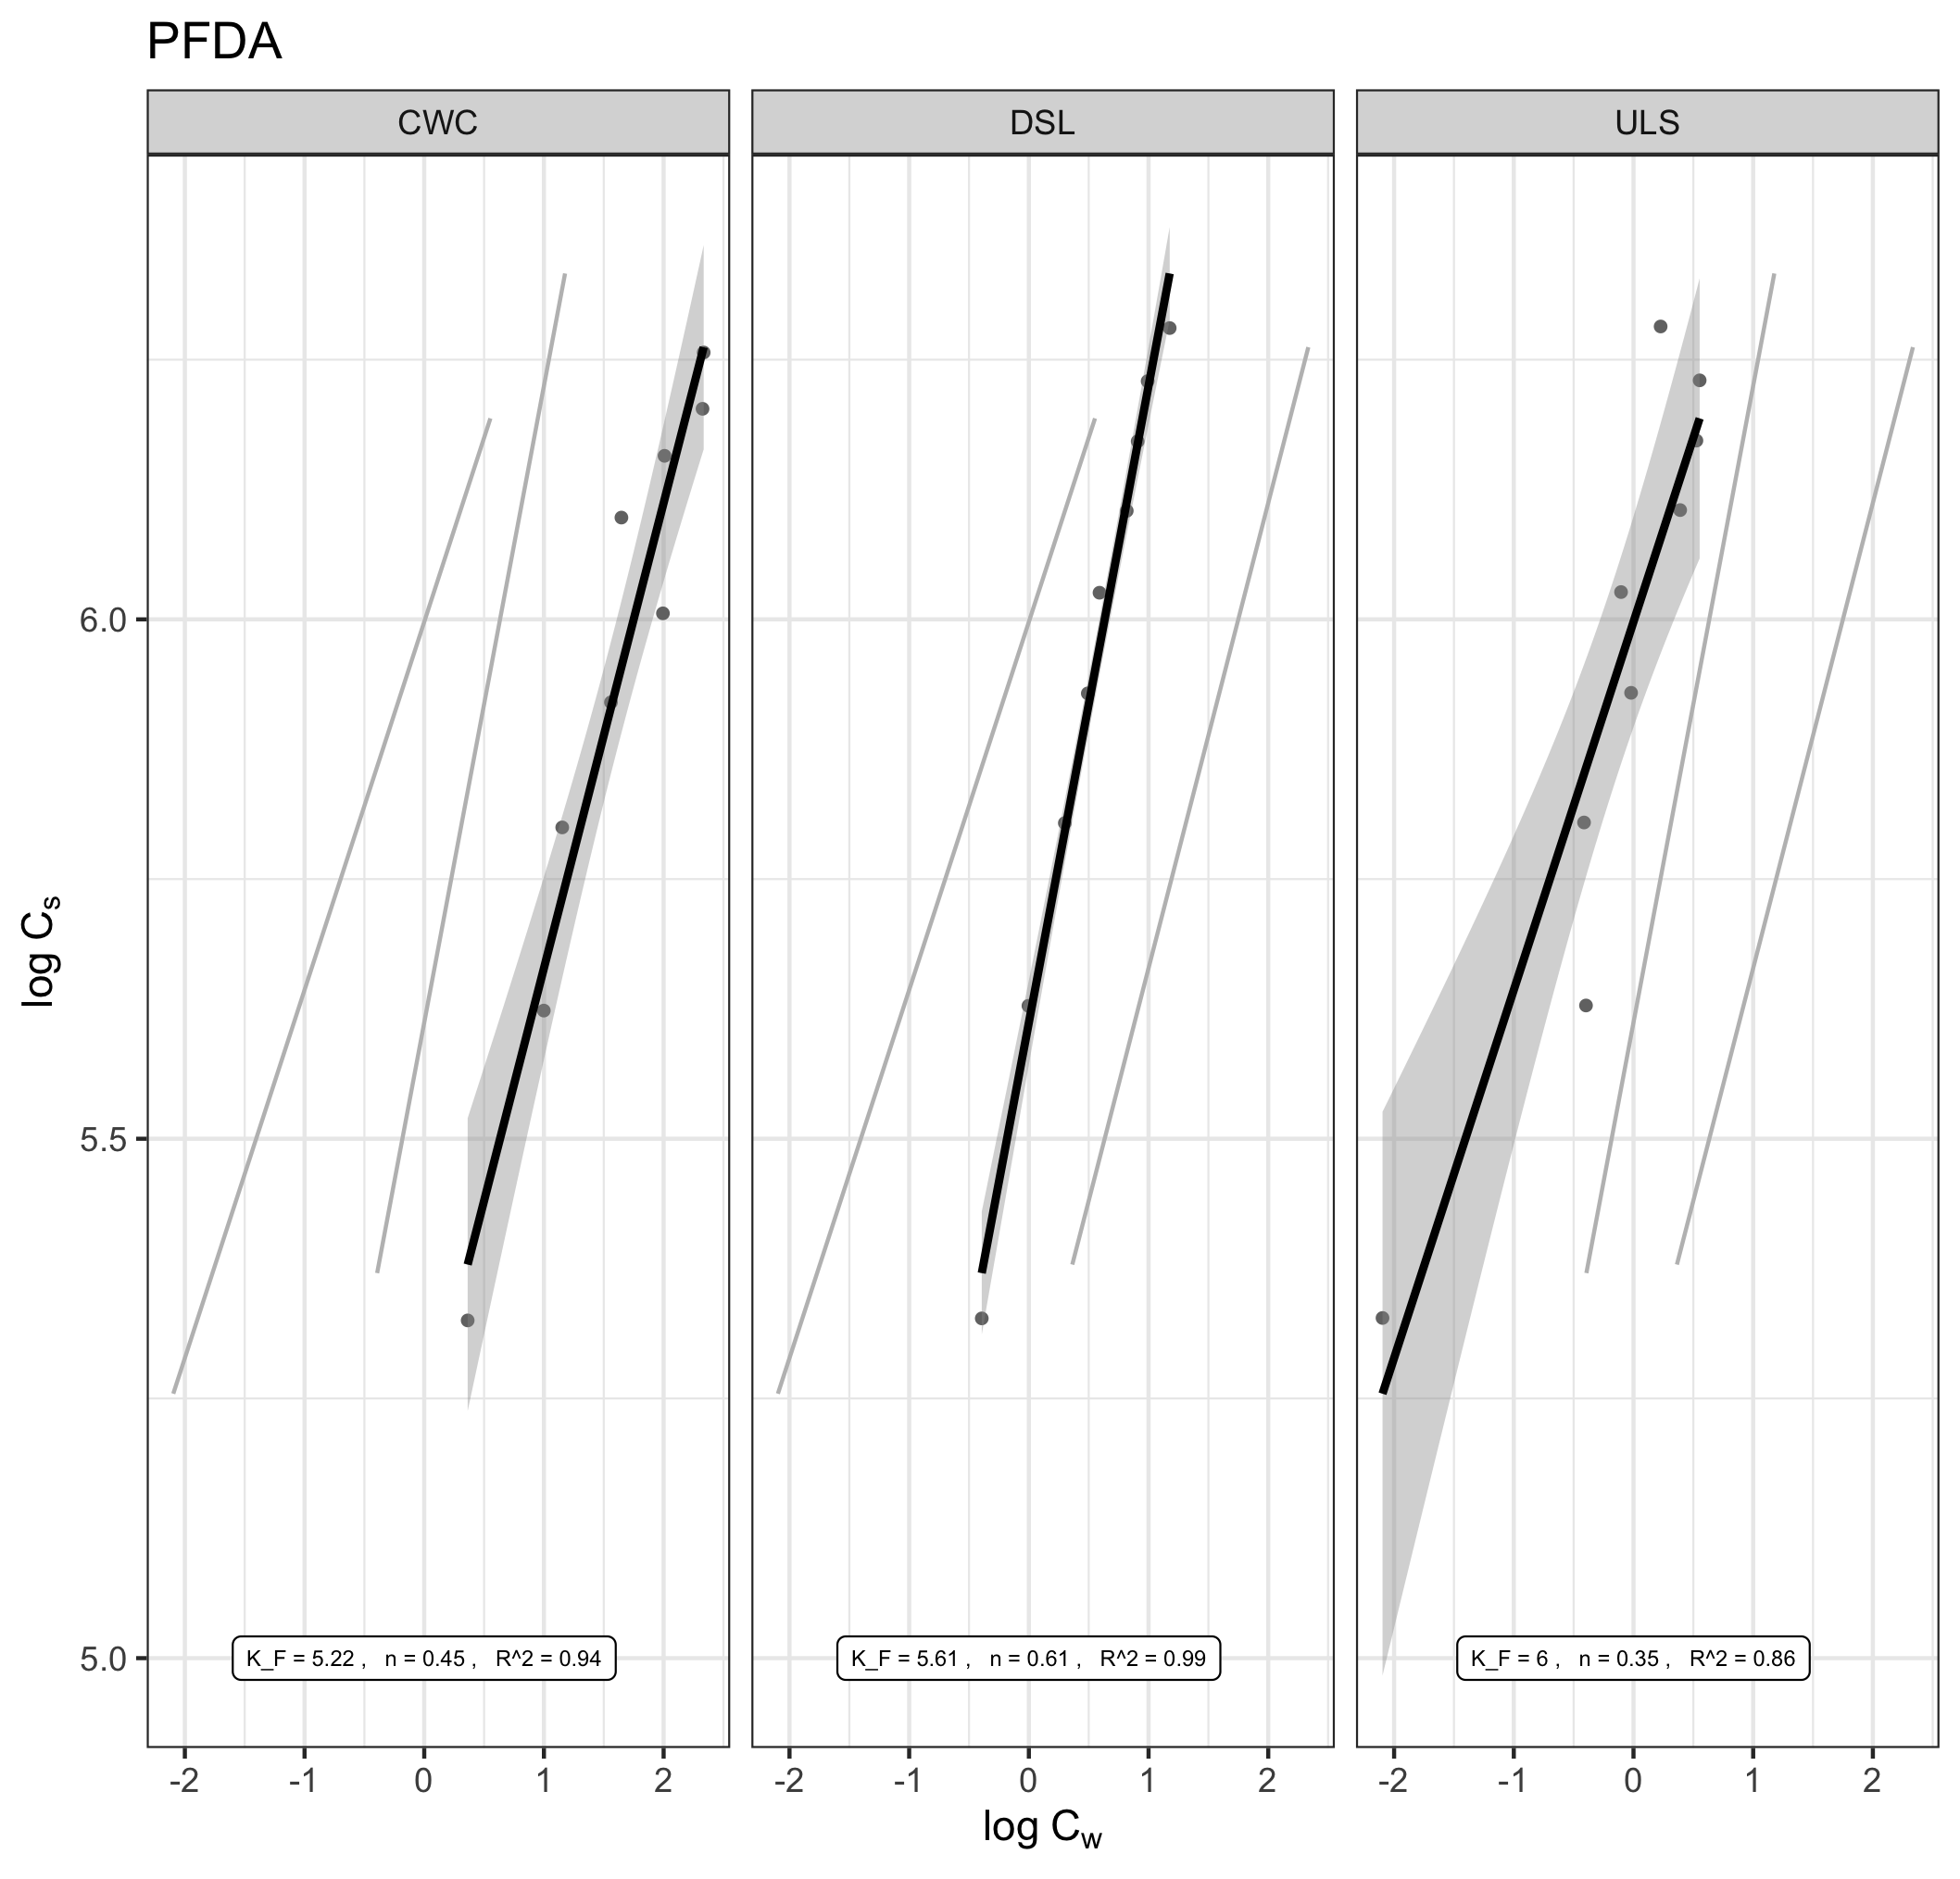 PFDA
CWC DSL ULS
6.0
5.5
5.0
log Cs
K_F = 5.22 , n = 0.45 , R^2 = 0.94
K_F = 5.61 , n = 0.61 , R^2 = 0.99
K_F = 6 , n = 0.35 , R^2 = 0.86
-2 -1 0 1 2 -2 -1 0 1 2 -2 -1 0 1 2
log Cw